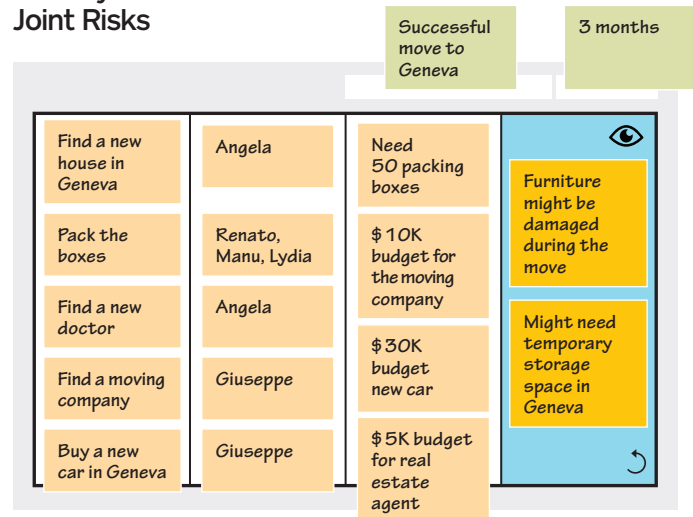 Joint Risks
Successful
move to
Geneva
3 months
Find a new
house in
Geneva
Pack the
boxes
Find a new
doctor
Find a moving
company
Buy a new
car in Geneva
Angela
Renato,
Manu, Lydia
Angela
Giuseppe
Giuseppe
Need
50 packing
boxes
$10K
budget for
the moving
company
$30K
budget
new car
$5K budget
for real
estate
agent
Furniture
might be
damaged
during the
move
Might need
temporary
storage
space in
Geneva